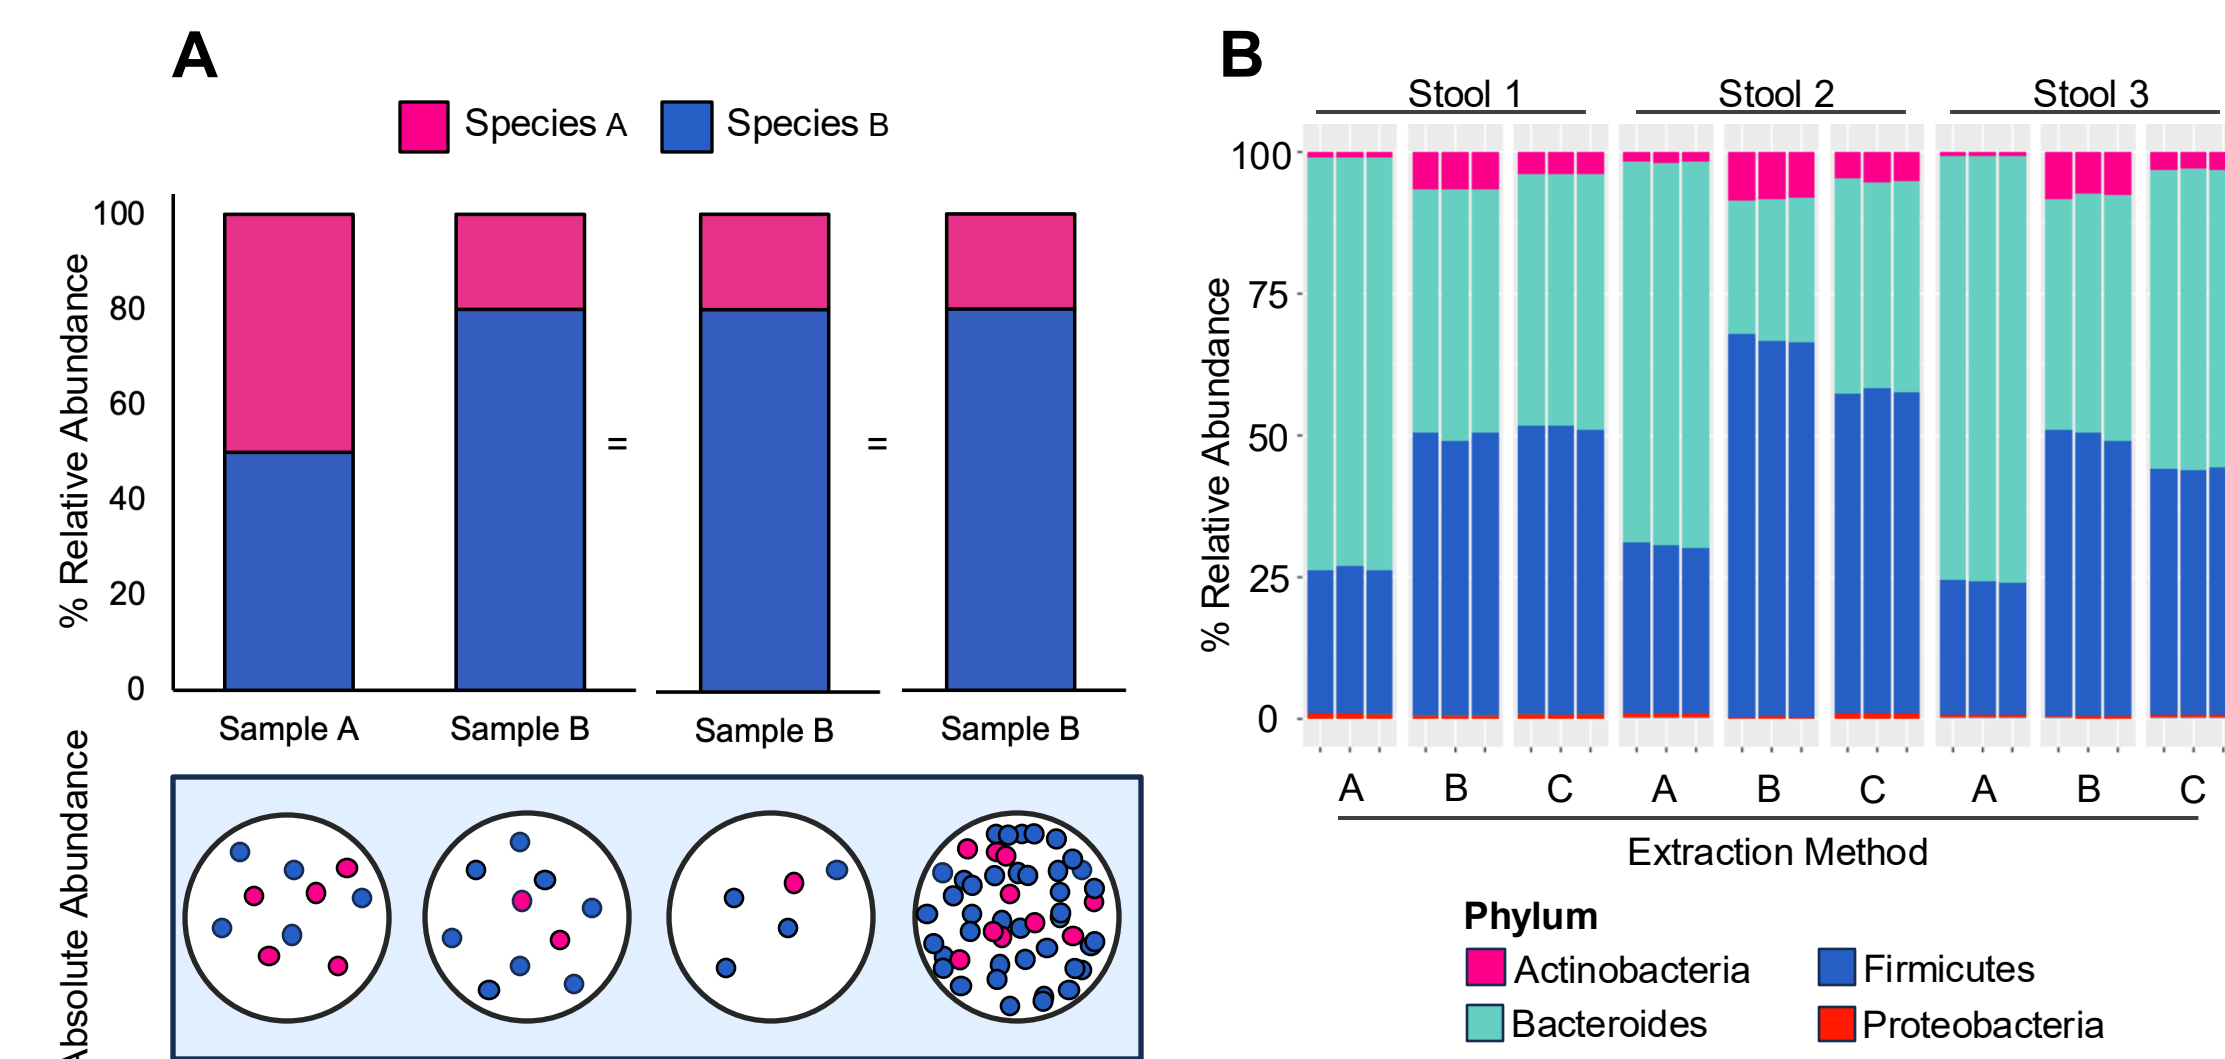 A
Species A
Species B
100
80
60
40
20
0
% Relative Abundance
=
=
Sample A
Sample B
Sample B
Sample B
Absolute Abundance
B
Stool 1
Stool 2
Stool 3
100
75
50
25
0
% Relative Abundance
A B C A B C A B C
Extraction Method
Phylum
Actinobacteria
Firmicutes
Bacteroides
Proteobacteria